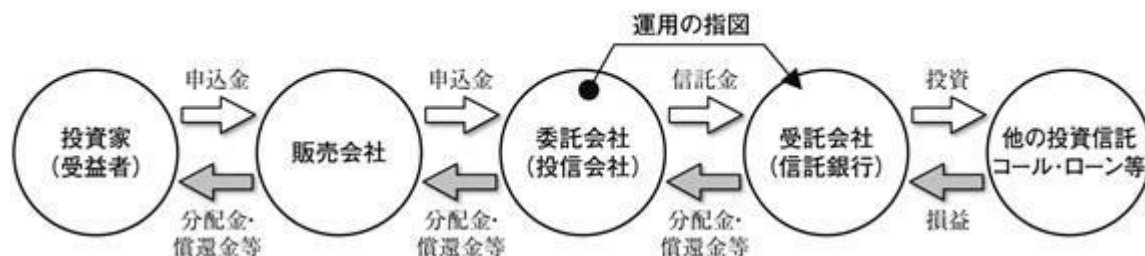 運用の指図
申込金
申込金
信託金
投資
投資家
(受益者)
販売会社
委託会社
(投信会社)
受託会社
(信託銀行)
他の投資信託
コール・ローン等
分配金・
償還金等
分配金・
償還金等
分配金・
償還金等
損益